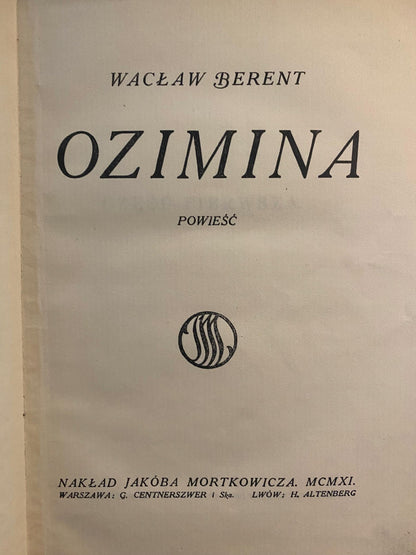 WACŁAW BERENT
OZIMINA
POWIEŚĆ
NAKŁAD JAKÓBA MORTKOWICZA. MCMXI.
WARSZAWA: G. CENTNERSZWER i Ska. LWÓW: H. ALTENBERG